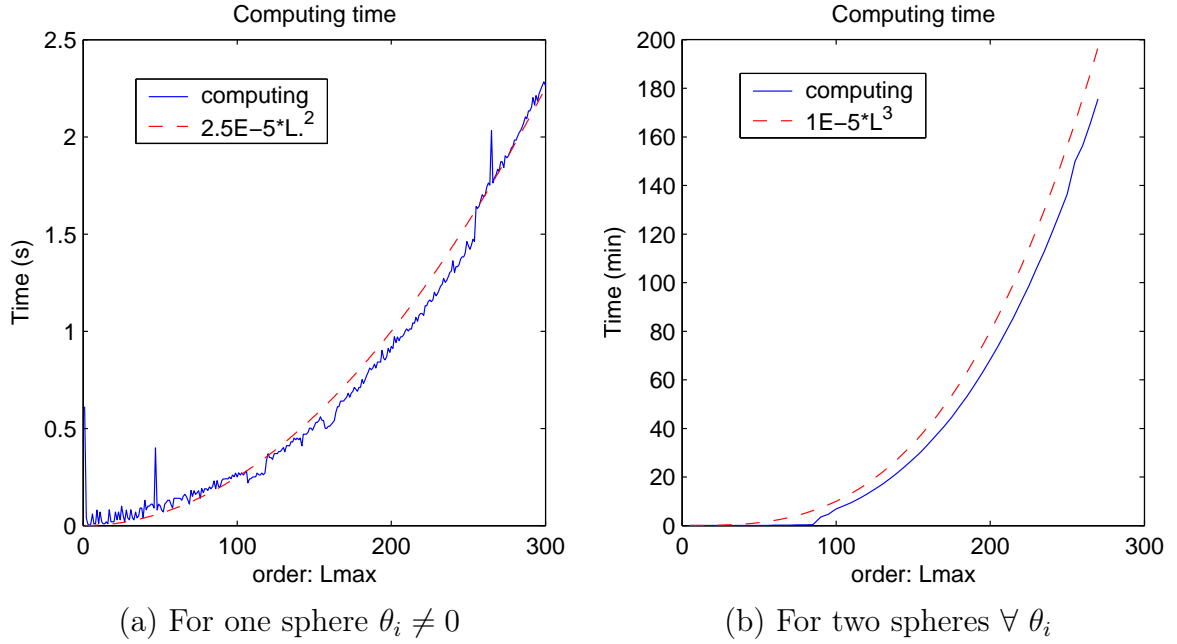 Computing time
2.5
2
1.5
1
0.5
0
Time (s)
computing
2.5E−5*L.^2
0 100 200 300
order: Lmax
(a) For one sphere θ_i ≠ 0
Computing time
200
180
160
140
120
100
80
60
40
20
0
Time (min)
computing
1E−5*L^3
0 100 200 300
order: Lmax
(b) For two spheres ∀ θ_i